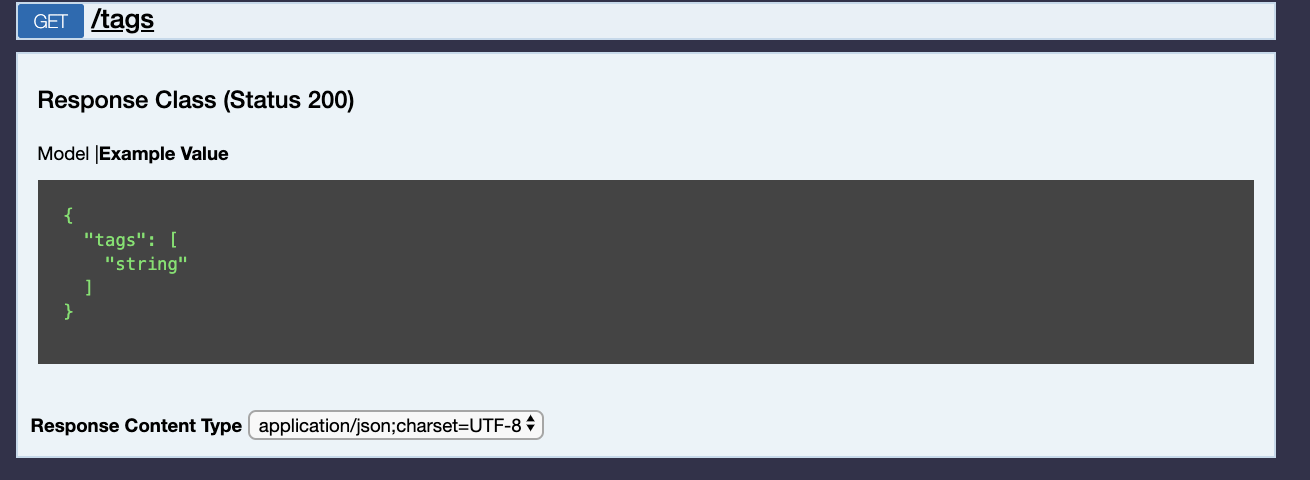 GET /tags
Response Class (Status 200)
Model |Example Value
{
  "tags": [
    "string"
  ]
}
Response Content Type application/json;charset=UTF-8